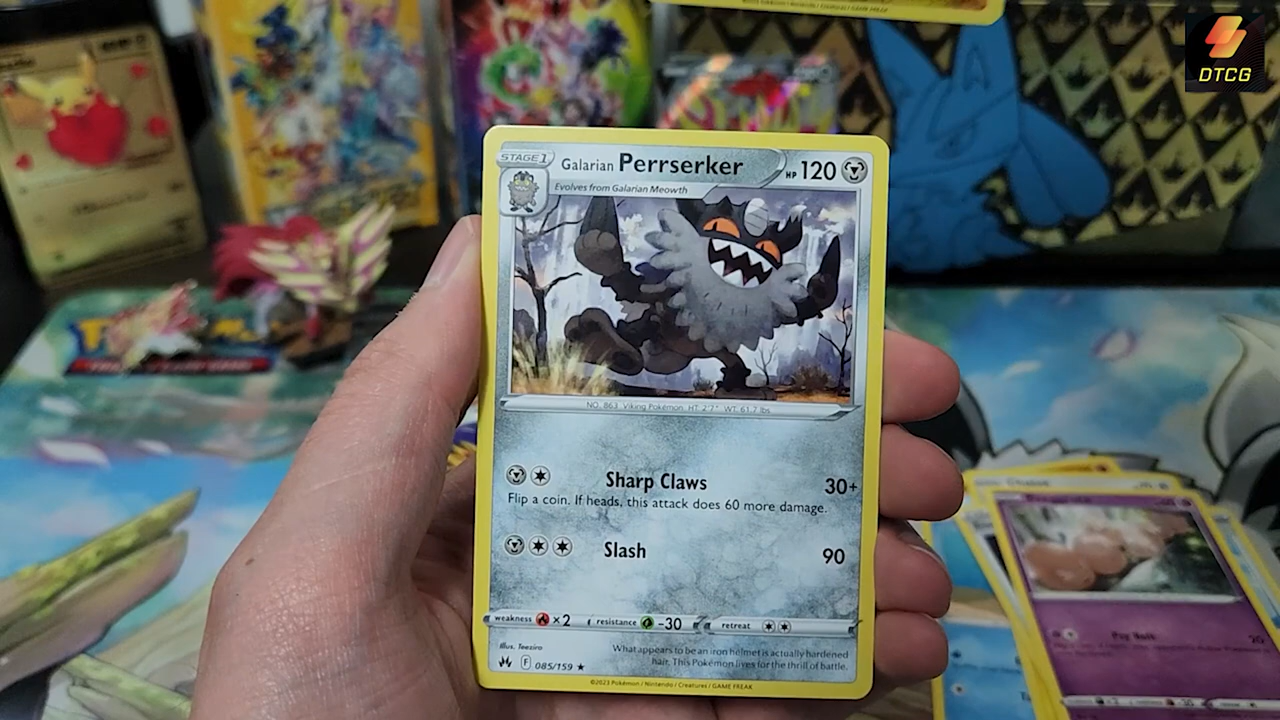 DTCG
STAGE 1
Galarian Perrserker HP 120
Evolves from Galarian Meowth
NO. 863 Viking Pokémon HT: 2'7" WT: 61.7 lbs
Sharp Claws 30+
Flip a coin. If heads, this attack does 60 more damage.
Slash 90
weakness ×2 resistance -30 retreat
Illus. Teeziro
What appears to be an iron helmet is actually hardened
hair. This Pokémon lives for the thrill of battle.
F 085/159 ★
©2023 Pokémon / Nintendo / Creatures / GAME FREAK
20